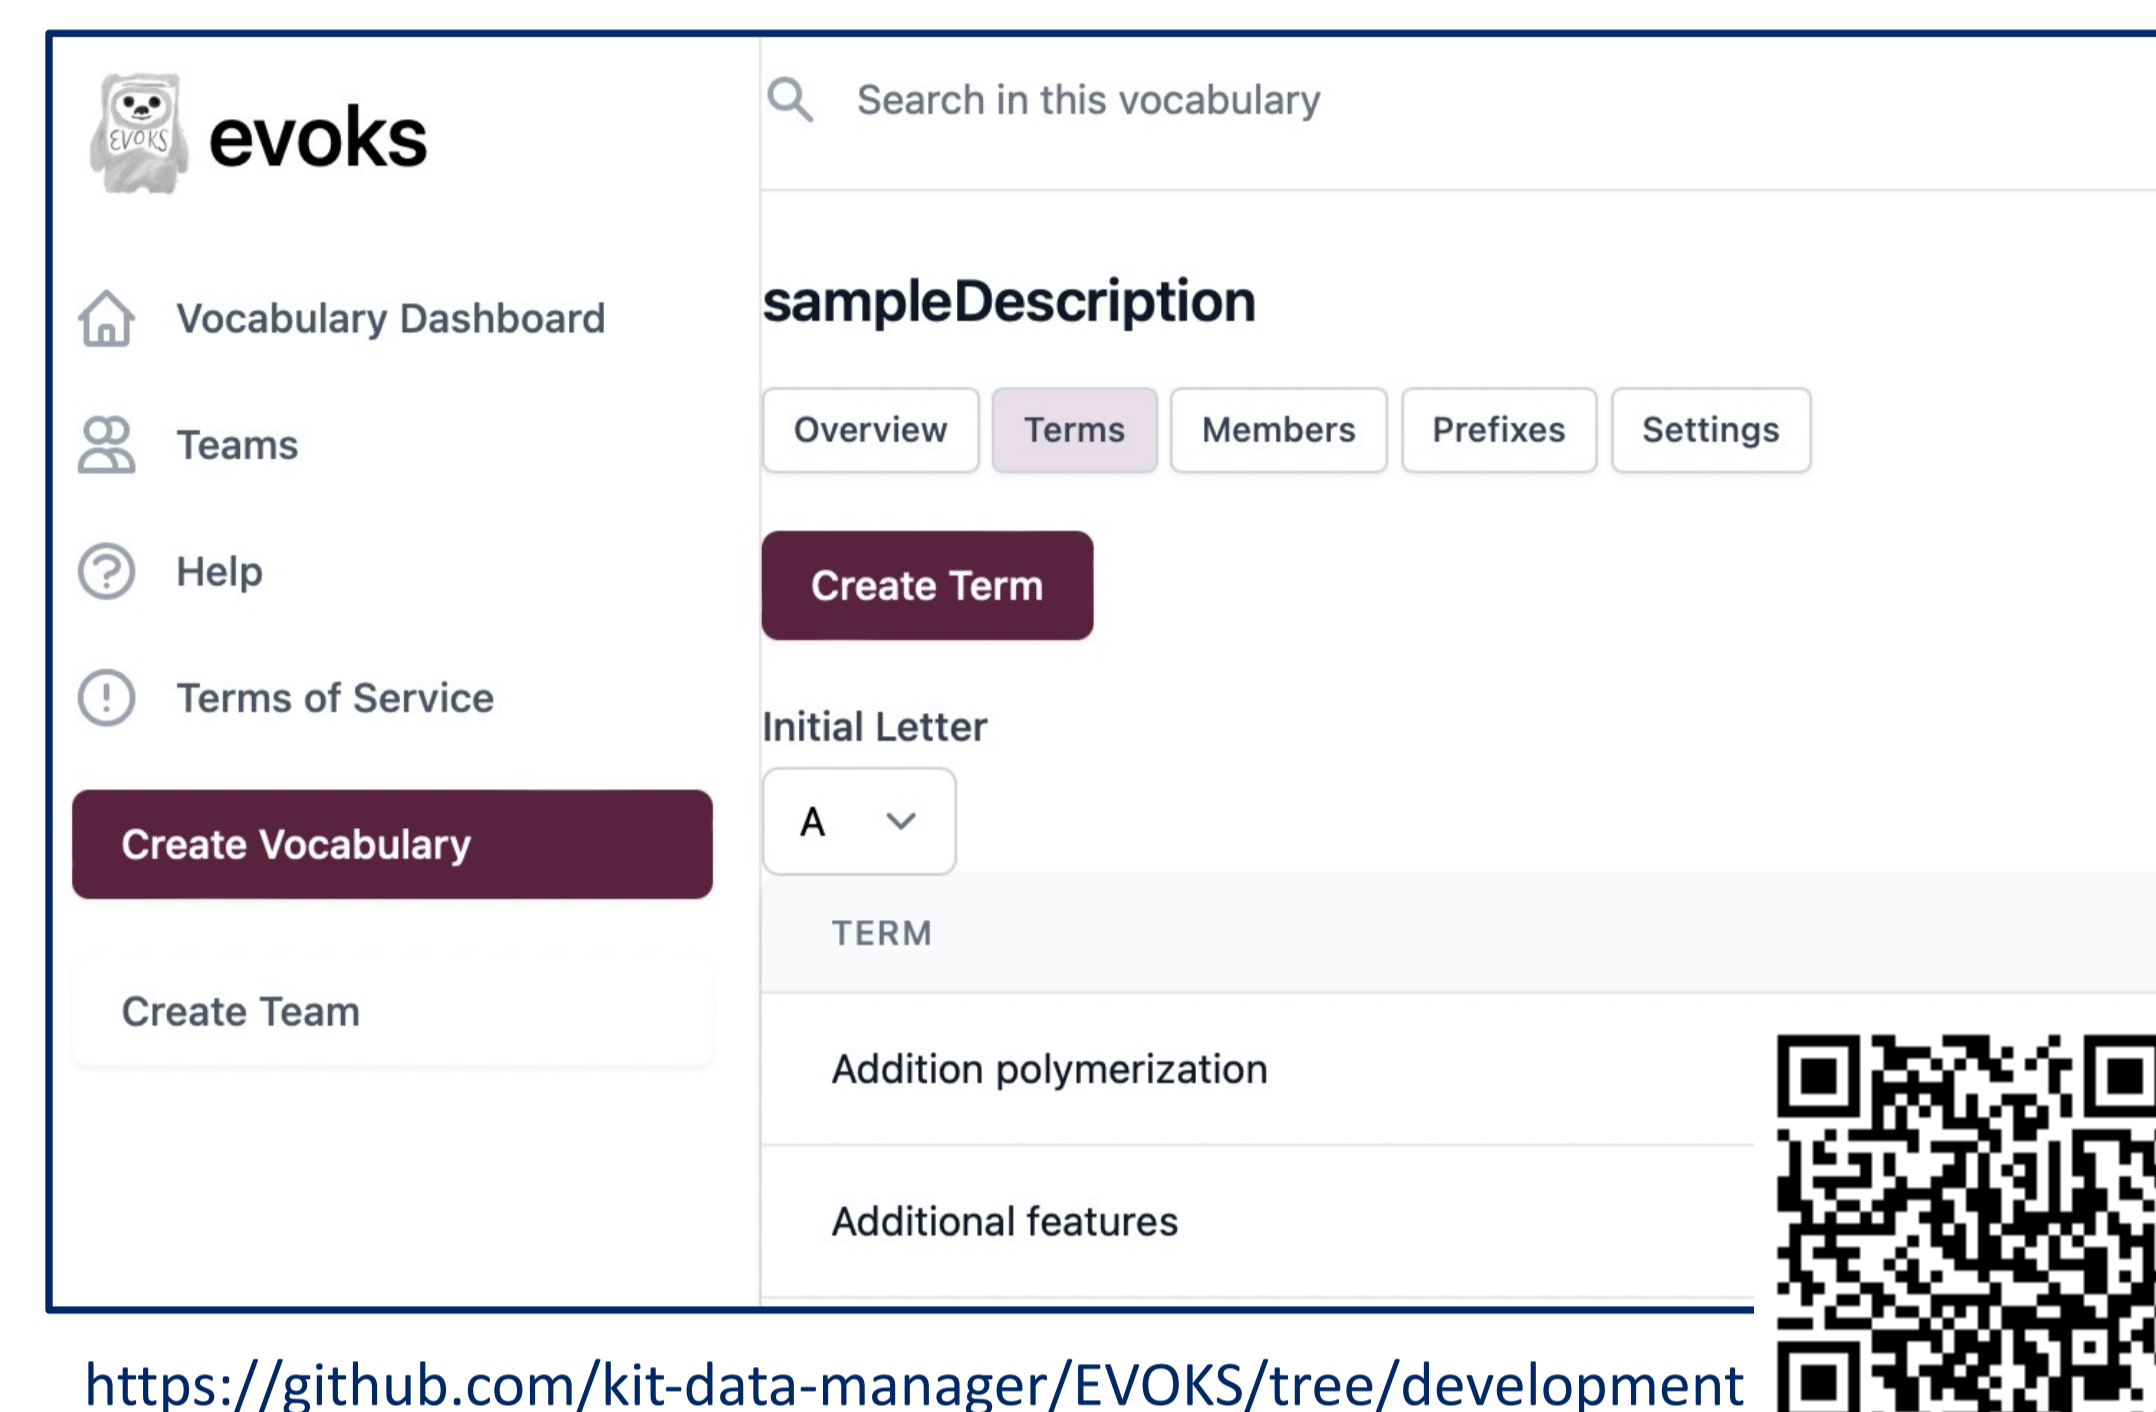 EVOKS
evoks
Vocabulary Dashboard
Teams
Help
Terms of Service
Create Vocabulary
Create Team
Search in this vocabulary
sampleDescription
Overview Terms Members Prefixes Settings
Create Term
Initial Letter
A
TERM
Addition polymerization
Additional features
https://github.com/kit-data-manager/EVOKS/tree/development